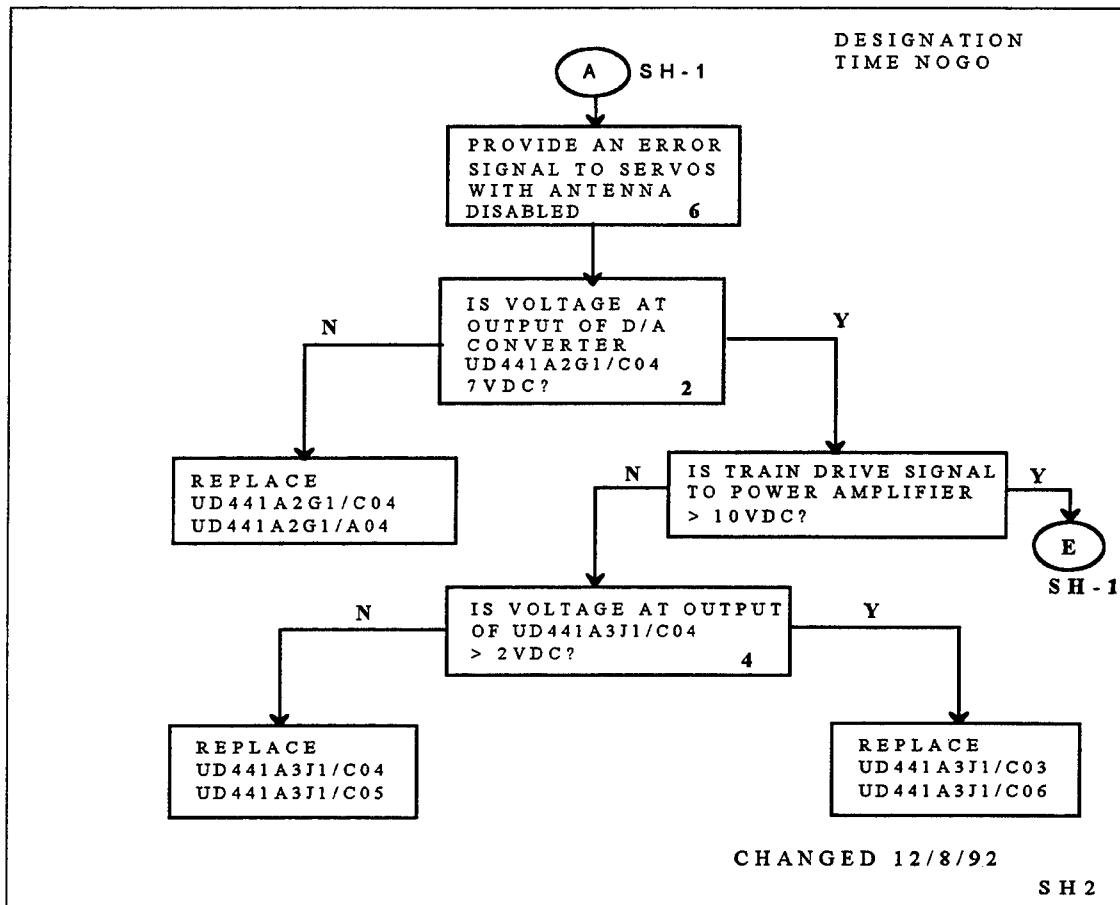 DESIGNATION
TIME NOGO
A SH-1
PROVIDE AN ERROR
SIGNAL TO SERVOS
WITH ANTENNA
DISABLED 6
IS VOLTAGE AT
OUTPUT OF D/A
CONVERTER
UD441A2G1/C04
7VDC? 2
N
Y
REPLACE
UD441A2G1/C04
UD441A2G1/A04
IS TRAIN DRIVE SIGNAL
TO POWER AMPLIFIER
> 10VDC?
N
Y
E
SH-1
IS VOLTAGE AT OUTPUT
OF UD441A3J1/C04
> 2VDC? 4
N
Y
REPLACE
UD441A3J1/C04
UD441A3J1/C05
REPLACE
UD441A3J1/C03
UD441A3J1/C06
CHANGED 12/8/92
SH2